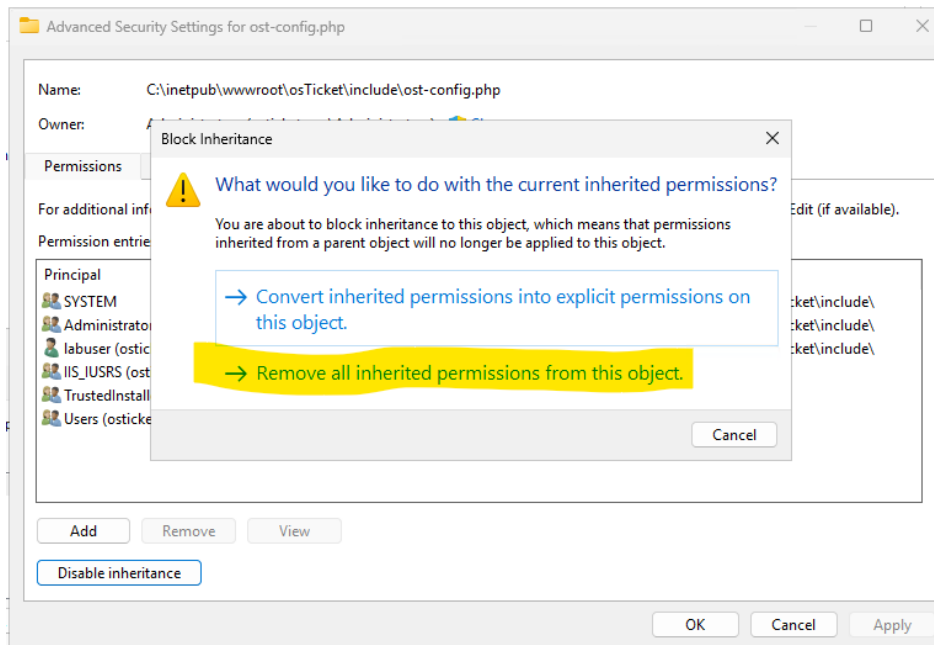 Advanced Security Settings for ost-config.php
Name: C:\inetpub\wwwroot\osTicket\include\ost-config.php
Owner:
Block Inheritance
Permissions
What would you like to do with the current inherited permissions?
For additional info
Edit (if available).
You are about to block inheritance to this object, which means that permissions
inherited from a parent object will no longer be applied to this object.
Permission entrie
Principal
Convert inherited permissions into explicit permissions on
this object.
SYSTEM
cket\include\
Administrator
cket\include\
labuser (ostic
cket\include\
IIS_IUSRS (ost
TrustedInstall
Users (osticke
Remove all inherited permissions from this object.
Cancel
Add Remove View
Disable inheritance
OK Cancel Apply